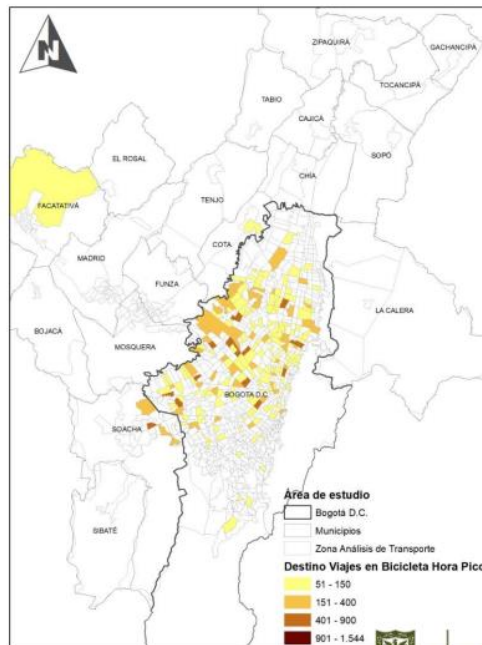 N
ZIPAQUIRÁ
GACHANCIPÁ
TOCANCIPÁ
TABIO
CAJICÁ
SOPÓ
EL ROSAL
CHÍA
TENJO
FACATATIVÁ
COTA
MADRID
FUNZA
LA CALERA
BOJACÁ
MOSQUERA
BOGOTÁ D.C
SOACHA
SIBATÉ
Área de estudio
Bogotá D.C.
Municipios
Zona Análisis de Transporte
Destino Viajes en Bicicleta Hora Pico
51 - 150
151 - 400
401 - 900
901 - 1.544